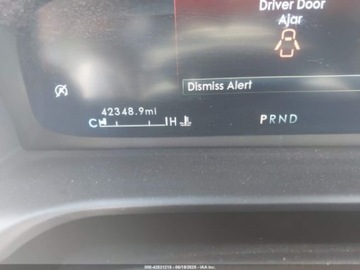 Driver Door
Ajar
Dismiss Alert
42348.9mi
C H
PRND